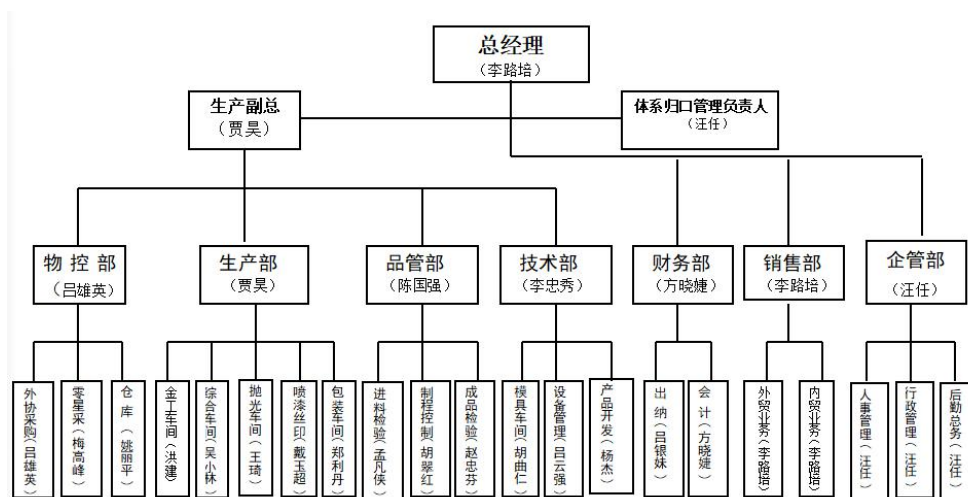 总经理
（李路培）
生产副总
（贾昊）
体系归口管理负责人
（汪任）
物控部
（吕雄英）
生产部
（贾昊）
品管部
（陈国强）
技术部
（李忠秀）
财务部
（方晓婕）
销售部
（李路培）
企管部
（汪任）
外协采购（吕雄英）
零星采（梅高峰）
仓库（姚丽平）
金工车间（洪建）
综合车间（吴小林）
抛光车间（王琦）
喷漆丝印（戴玉超）
包装车间（郑利丹）
进料检验（孟凡侠）
制程控制（胡翠红）
成品检验（赵忠芬）
模具车间（胡曲仁）
设备管理（吕云强）
产品开发（杨杰）
出纳（吕银妹）
会计（方晓婕）
外贸业务（李路培）
内贸业务（李路培）
人事管理（汪任）
行政管理（汪任）
后勤总务（汪任）